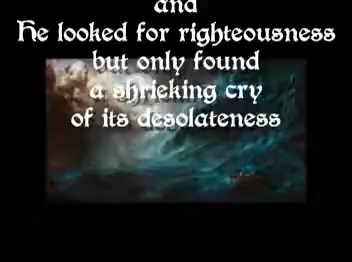 and
He looked for righteousness
but only found
a shrieking cry
of its desolateness